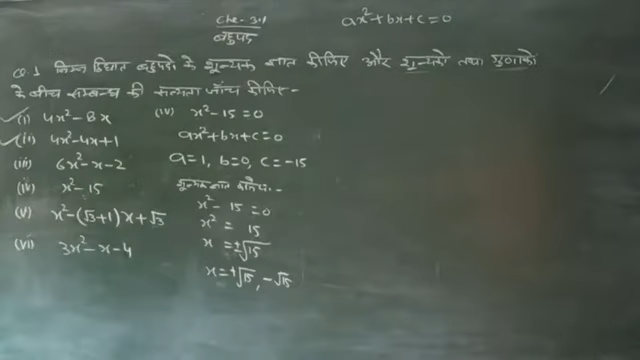 Che-3.1
बहुपद
ax²+bx+c=0
Q.1 निम्न द्विघात बहुपदों के शून्यक ज्ञात कीजिए और शून्यकों तथा गुणांकों
के बीच सम्बन्ध की सत्यता जाँच कीजिए-
(i) 4x²-8x
(ii) 4x²-4x+1
(iii) 6x²-x-2
(iv) x²-15
(v) x²-(√3+1)x+√3
(vi) 3x²-x-4
(iv) x²-15=0
ax²+bx+c=0
a=1, b=0, c=-15
शून्यक ज्ञात
x²-15=0
x²=15
x=±√15
x=+√15, -√15